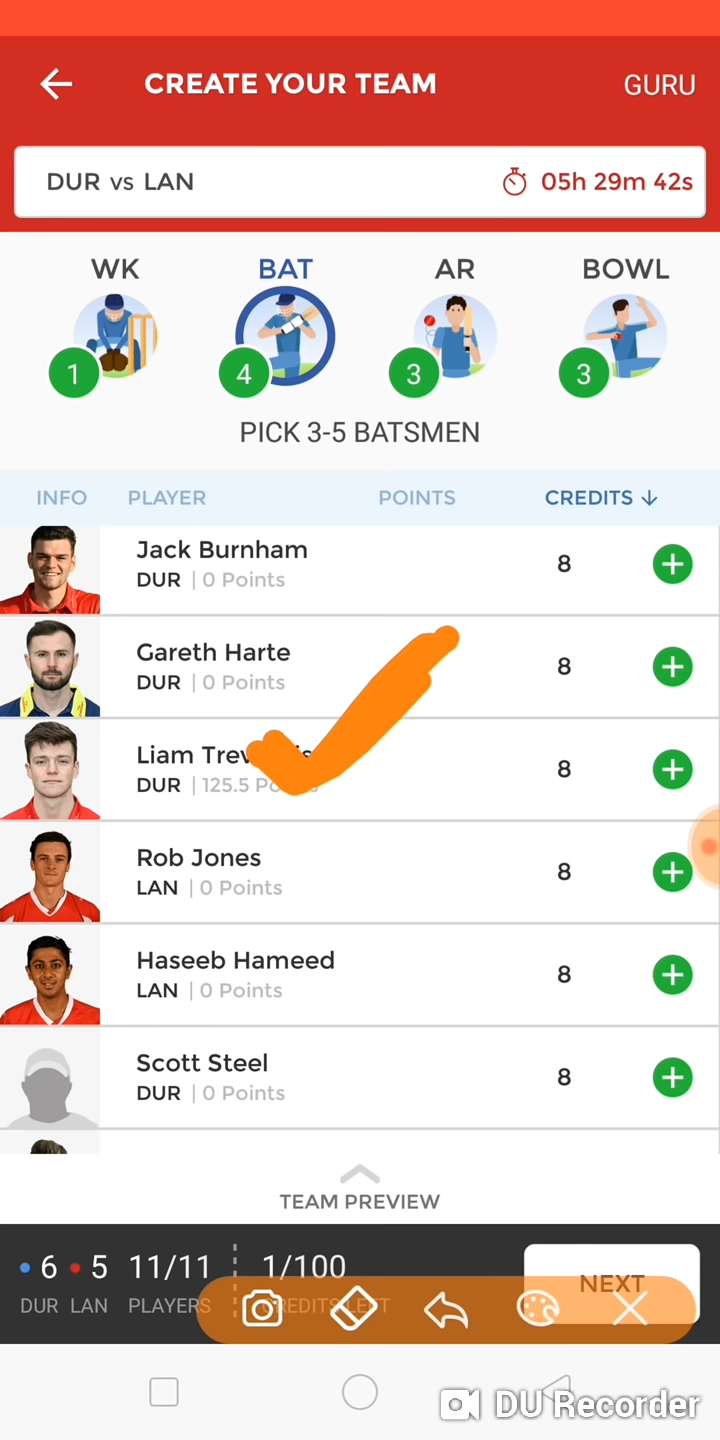 CREATE YOUR TEAM GURU
DUR vs LAN 05h 29m 42s
WK BAT AR BOWL
1 4 3 3
PICK 3-5 BATSMEN
INFO PLAYER POINTS CREDITS
Jack Burnham
DUR | 0 Points 8
Gareth Harte
DUR | 0 Points 8
Liam
DUR | 125.5 8
Rob Jones
LAN | 0 Points 8
Haseeb Hameed
LAN | 0 Points 8
Scott Steel
DUR | 0 Points 8
TEAM PREVIEW
6 5 11/11 1/100 NEXT
DUR LAN PLAYERS CREDITS LEFT
DU Recorder